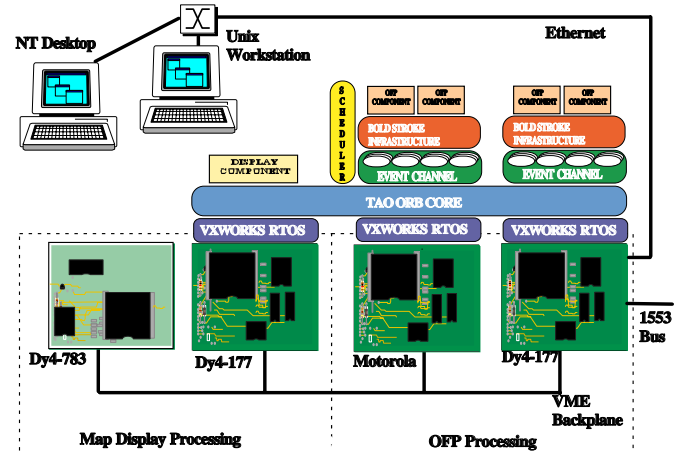 NT Desktop
Unix
Workstation
Ethernet
SCHEDULER
OFP
COMPONENT
OFP
COMPONENT
OFP
COMPONENT
OFP
COMPONENT
BOLD STROKE
INFRASTRUCTURE
BOLD STROKE
INFRASTRUCTURE
DISPLAY
COMPONENT
EVENT CHANNEL
EVENT CHANNEL
TAO ORB CORE
VXWORKS RTOS
VXWORKS RTOS
VXWORKS RTOS
1553
Bus
Dy4-783
Dy4-177
Motorola
Dy4-177
VME
Backplane
Map Display Processing
OFP Processing